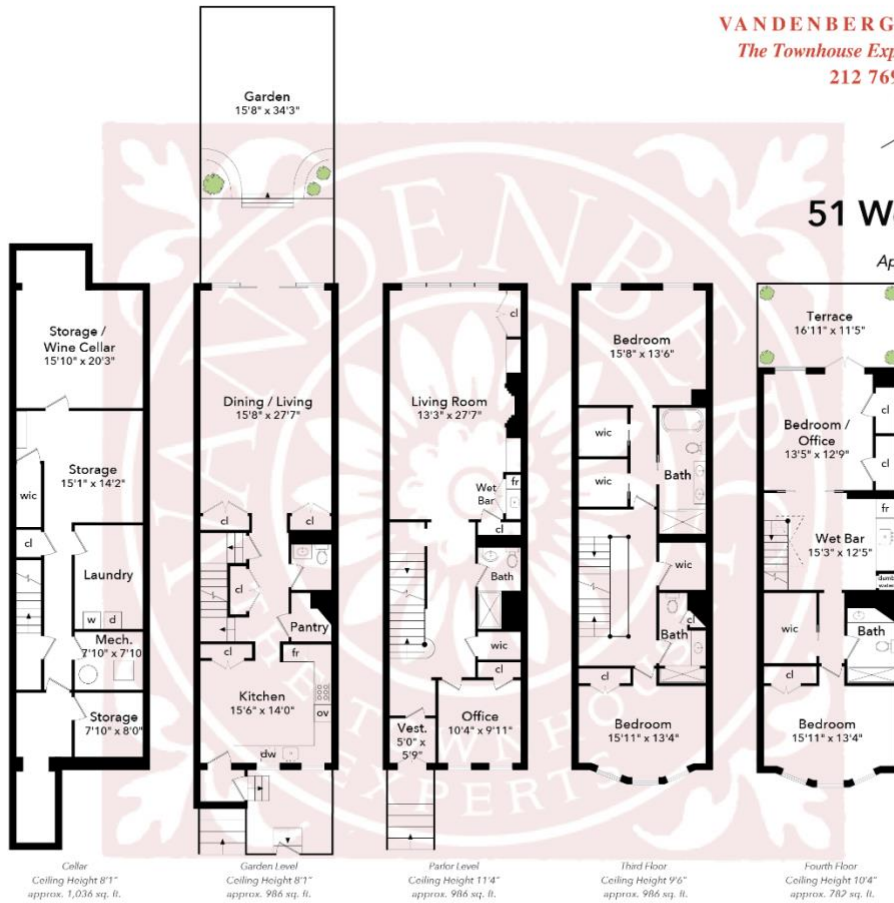 VANDENBERG
The Townhouse Exp
212 769
51 W
Ap
Garden
15'8" x 34'3"
Storage /
Wine Cellar
15'10" x 20'3"
Storage
15'1" x 14'2"
wic
cl
Laundry
w
d
Mech.
7'10" x 7'10
Storage
7'10" x 8'0"
Cellar
Ceiling Height 8'1"
approx. 1,036 sq. ft.
Dining / Living
15'8" x 27'7"
cl
cl
cl
Pantry
cl
fr
Kitchen
15'6" x 14'0"
ov
dw
Garden Level
Ceiling Height 8'1"
approx. 986 sq. ft.
cl
Living Room
13'3" x 27'7"
Wet
Bar
fr
cl
Bath
wic
cl
Office
10'4" x 9'11"
Vest.
5'0" x
5'9"
Parlor Level
Ceiling Height 11'4"
approx. 986 sq. ft.
Bedroom
15'8" x 13'6"
wic
wic
Bath
wic
cl
Bath
cl
Bedroom
15'11" x 13'4"
Third Floor
Ceiling Height 9'6"
approx. 986 sq. ft.
Terrace
16'11" x 11'5"
Bedroom /
Office
13'5" x 12'9"
cl
cl
fr
Wet Bar
15'3" x 12'5"
wic
Bath
cl
Bedroom
15'11" x 13'4"
Fourth Floor
Ceiling Height 10'4"
approx. 782 sq. ft.
VANDENBERG
THE TOWNHOUSE
EXPERTS